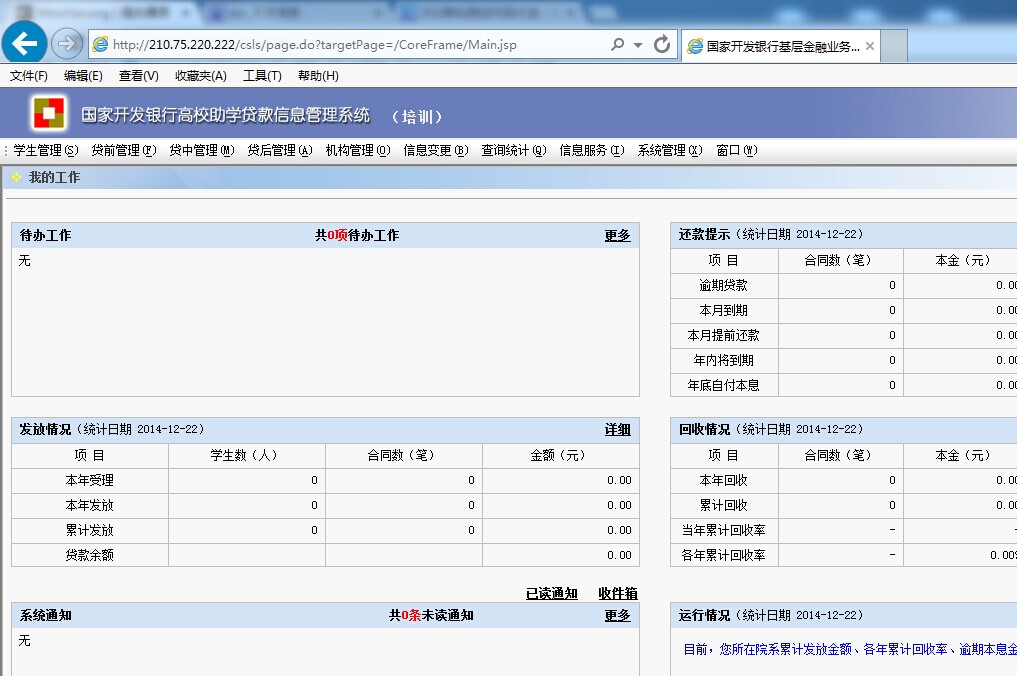 http://210.75.220.222/csls/page.do?targetPage=/CoreFrame/Main.jsp
国家开发银行基层金融业务...
文件(F) 编辑(E) 查看(V) 收藏夹(A) 工具(T) 帮助(H)
国家开发银行高校助学贷款信息管理系统 （培训）
学生管理(S) 贷前管理(F) 贷中管理(M) 贷后管理(A) 机构管理(O) 信息变更(B) 查询统计(Q) 信息服务(I) 系统管理(X) 窗口(W)
我的工作
待办工作 共0项待办工作 更多
无
还款提示（统计日期 2014-12-22）
项 目 合同数（笔） 本金（元）
逾期贷款 0 0.00
本月到期 0 0.00
本月提前还款 0 0.00
年内将到期 0 0.00
年底自付本息 0 0.00
发放情况（统计日期 2014-12-22） 详细
项 目 学生数（人） 合同数（笔） 金额（元）
本年受理 0 0 0.00
本年发放 0 0 0.00
累计发放 0 0 0.00
贷款余额 0.00
回收情况（统计日期 2014-12-22）
项 目 合同数（笔） 本金（元）
本年回收 0 0.00
累计回收 0 0.00
当年累计回收率 - -
各年累计回收率 - 0.00%
已读通知 收件箱
系统通知 共0条未读通知 更多
无
运行情况（统计日期 2014-12-22）
目前，您所在院系累计发放金额、各年累计回收率、逾期本息金